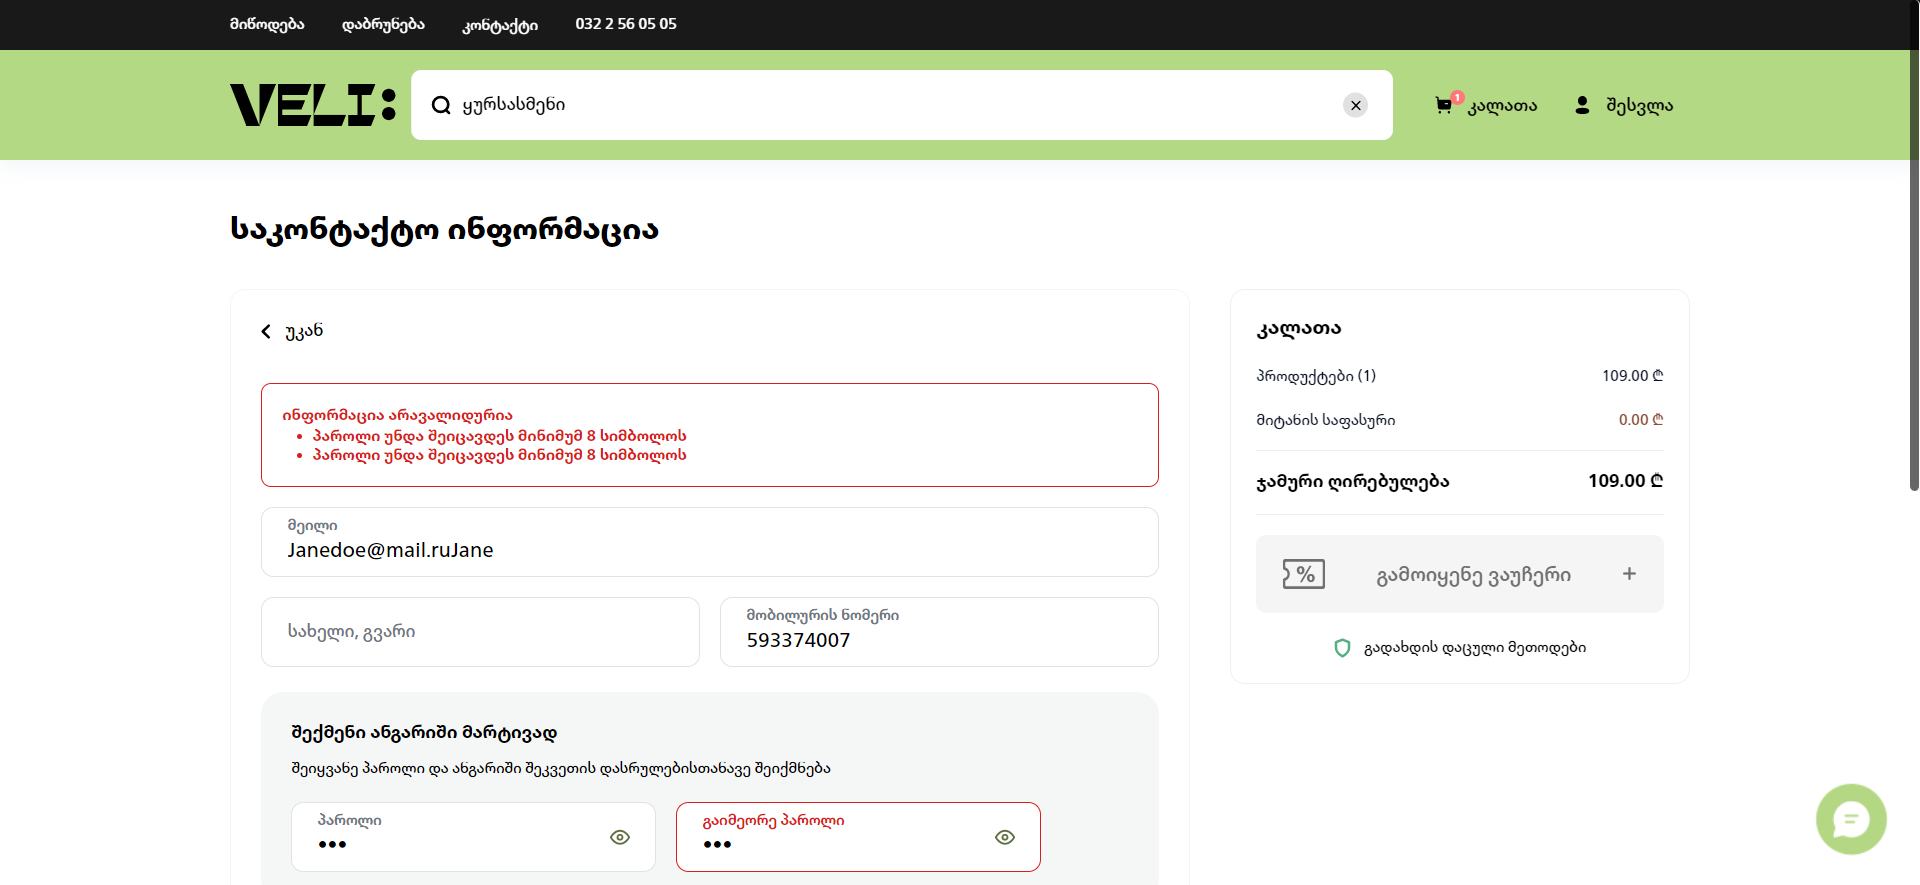 მიწოდება დაბრუნება კონტაქტი 032 2 56 05 05
VELI:
ყურსასმენი
1
კალათა
შესვლა
საკონტაქტო ინფორმაცია
უკან
ინფორმაცია არავალიდურია
• პაროლი უნდა შეიცავდეს მინიმუმ 8 სიმბოლოს
• პაროლი უნდა შეიცავდეს მინიმუმ 8 სიმბოლოს
მეილი
Janedoe@mail.ruJane
სახელი, გვარი
მობილურის ნომერი
593374007
შექმენი ანგარიში მარტივად
შეიყვანე პაროლი და ანგარიში შეკვეთის დასრულებისთანავე შეიქმნება
პაროლი
•••
გაიმეორე პაროლი
•••
კალათა
პროდუქტები (1) 109.00 ₾
მიტანის საფასური 0.00 ₾
ჯამური ღირებულება 109.00 ₾
% გამოიყენე ვაუჩერი +
გადახდის დაცული მეთოდები